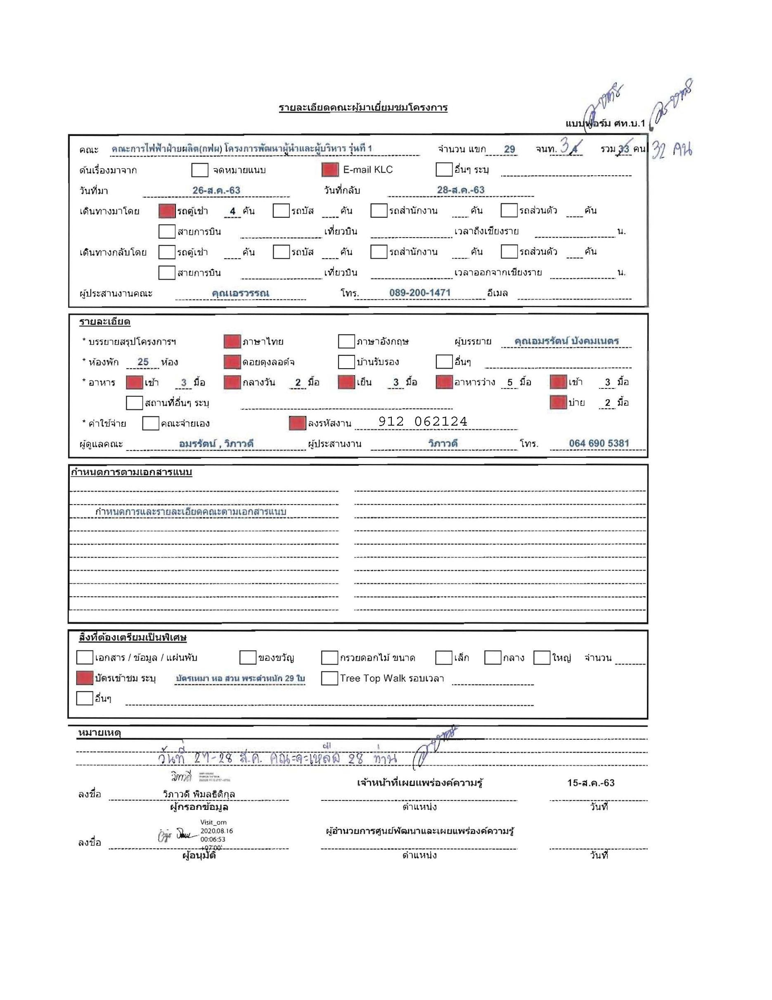 รายละเอียดคณะผู้มาเยี่ยมชมโครงการ
แบบฟอร์ม ศท.บ.1
คณะ คณะการไฟฟ้าฝ่ายผลิต(กฟผ) โครงการพัฒนาผู้นำและผู้บริหาร รุ่นที่ 1 จำนวน แขก 29 จนท. 3 4 รวม 33 คน 32 คน
ต้นเรื่องมาจาก จดหมายแนบ E-mail KLC อื่นๆ ระบุ
วันที่มา 26-ส.ค.-63 วันที่กลับ 28-ส.ค.-63
เดินทางมาโดย รถตู้เช่า 4 คัน รถบัส คัน รถสำนักงาน คัน รถส่วนตัว คัน
สายการบิน เที่ยวบิน เวลาถึงเชียงราย น.
เดินทางกลับโดย รถตู้เช่า คัน รถบัส คัน รถสำนักงาน คัน รถส่วนตัว คัน
สายการบิน เที่ยวบิน เวลาออกจากเชียงราย น.
ผู้ประสานงานคณะ คุณเอรวรรณ โทร. 089-200-1471 อีเมล
รายละเอียด
* บรรยายสรุปโครงการฯ ภาษาไทย ภาษาอังกฤษ ผู้บรรยาย คุณอมรรัตน์ บังคมเนตร
* ห้องพัก 25 ห้อง ดอยตุงลอดจ์ บ้านรับรอง อื่นๆ
* อาหาร เช้า 3 มื้อ กลางวัน 2 มื้อ เย็น 3 มื้อ อาหารว่าง 5 มื้อ เช้า 3 มื้อ
สถานที่อื่นๆ ระบุ บ่าย 2 มื้อ
* ค่าใช้จ่าย คณะจ่ายเอง ลงรหัสงาน 912 062124
ผู้ดูแลคณะ อมรรัตน์ , วิภาวดี ผู้ประสานงาน วิภาวดี โทร. 064 690 5381
กำหนดการตามเอกสารแนบ
กำหนดการและรายละเอียดคณะตามเอกสารแนบ
สิ่งที่ต้องเตรียมเป็นพิเศษ
เอกสาร / ข้อมูล / แผ่นพับ ของขวัญ กรวยดอกไม้ ขนาด เล็ก กลาง ใหญ่ จำนวน
บัตรเข้าชม ระบุ บัตรเหมา หอ สวน พระตำหนัก 29 ใบ Tree Top Walk รอบเวลา
อื่นๆ
หมายเหตุ
วันที่ 27-28 ส.ค. คณะจะเหลือ 28 ท่าน
วิภาวดี
เจ้าหน้าที่เผยแพร่องค์ความรู้ 15-ส.ค.-63
ลงชื่อ วิภาวดี พิมลธิติกุล
ผู้กรอกข้อมูล ตำแหน่ง วันที่
Visit_orn
2020.08.16
00:06:53
+07'00'
ผู้อำนวยการศูนย์พัฒนาและเผยแพร่องค์ความรู้
ลงชื่อ
ผู้อนุมัติ ตำแหน่ง วันที่